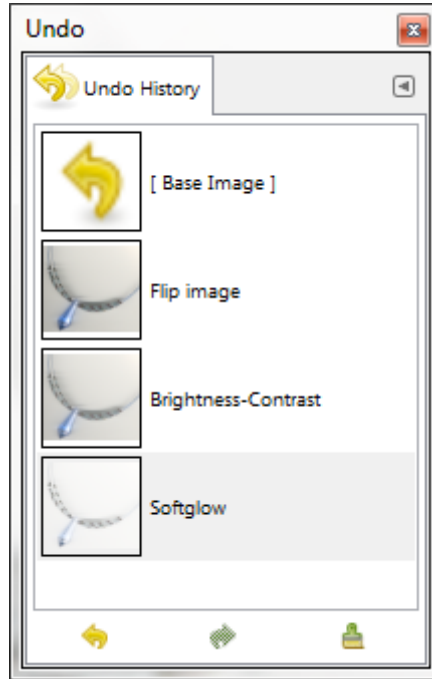 Undo
Undo History
[ Base Image ]
Flip image
Brightness-Contrast
Softglow